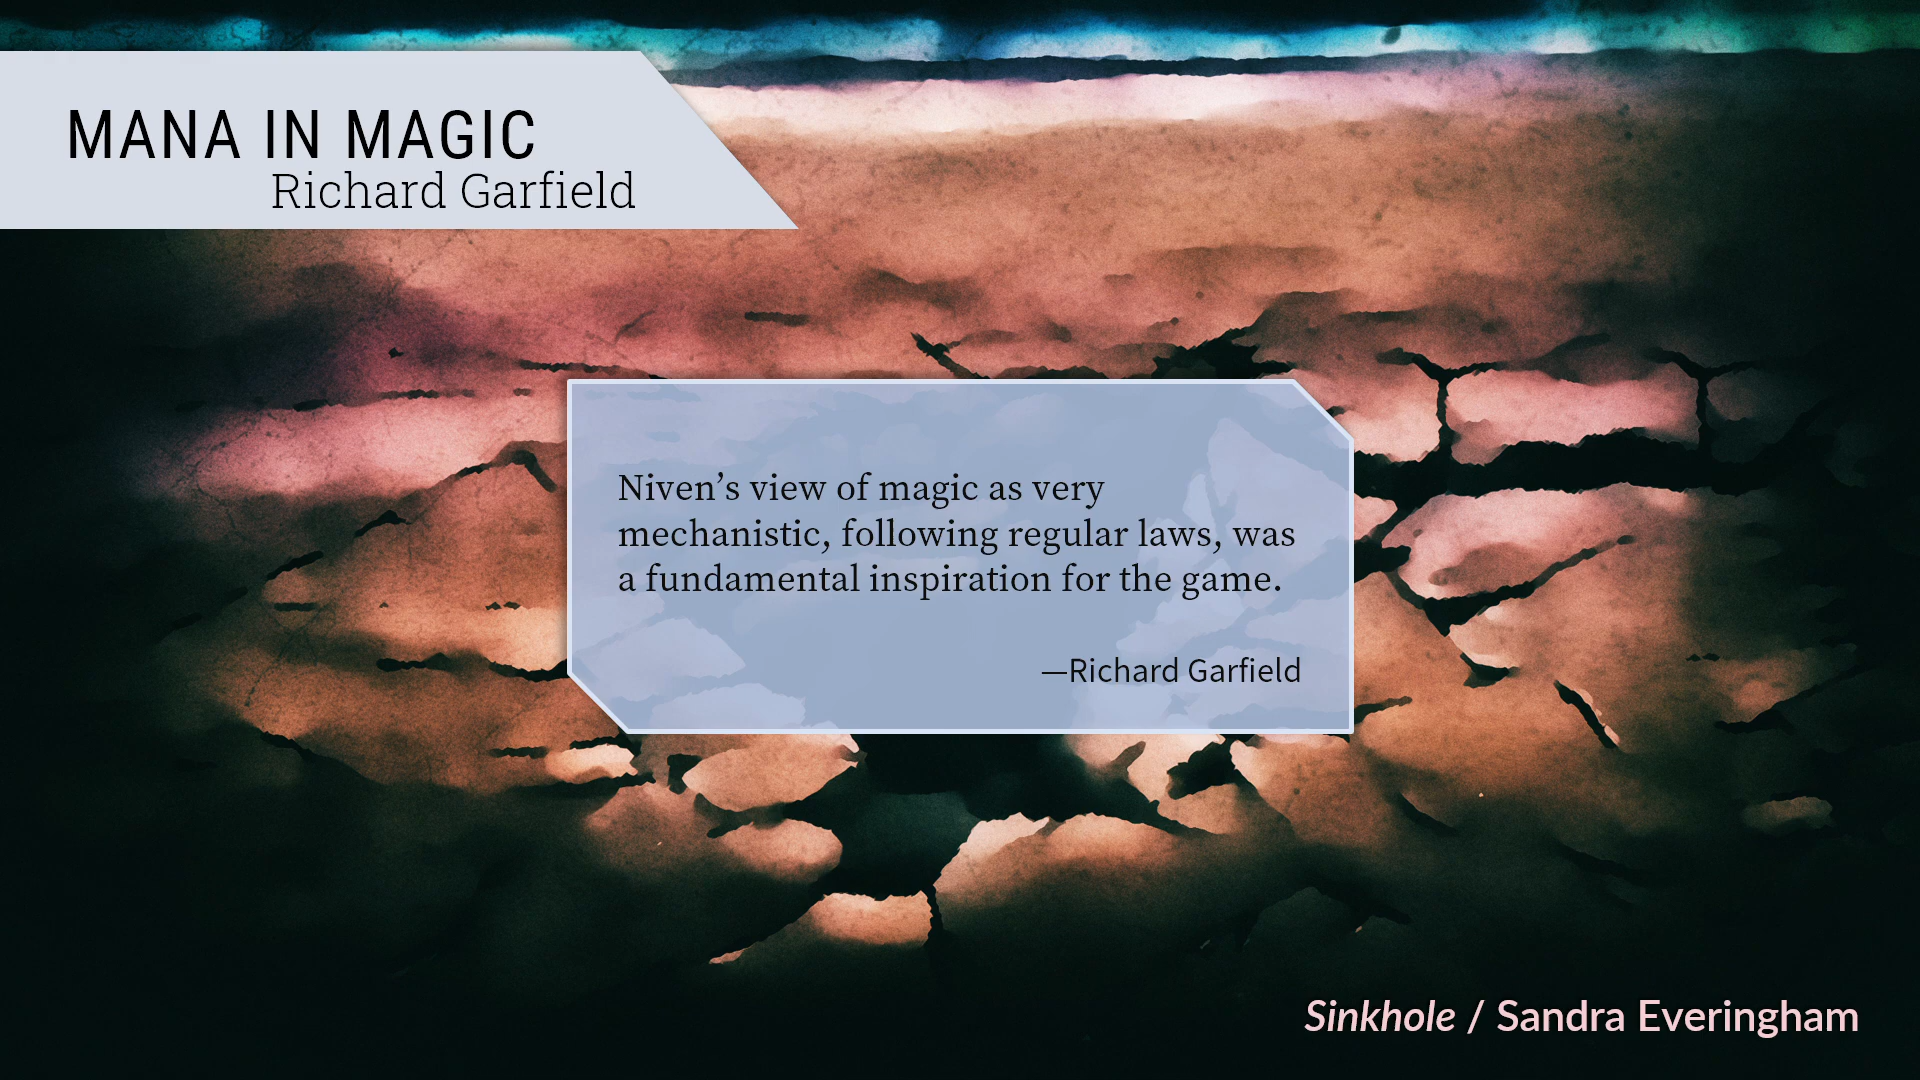 MANA IN MAGIC
Richard Garfield
Niven’s view of magic as very
mechanistic, following regular laws, was
a fundamental inspiration for the game.
—Richard Garfield
Sinkhole / Sandra Everingham